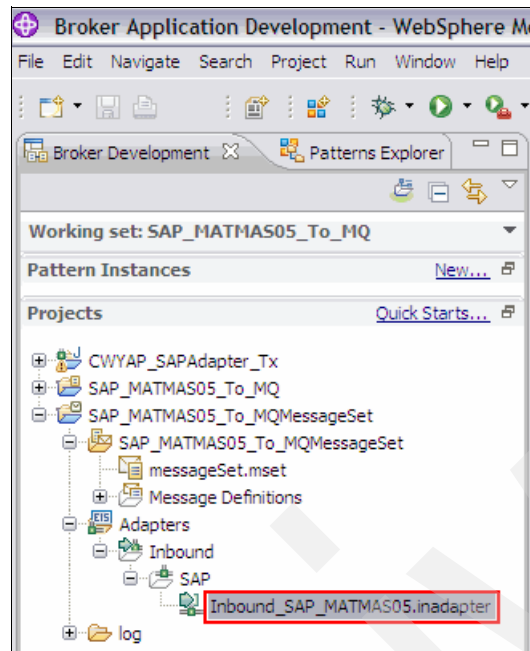 Broker Application Development - WebSphere M
File Edit Navigate Search Project Run Window Help
Broker Development Patterns Explorer
Working set: SAP_MATMAS05_To_MQ
Pattern Instances New...
Projects Quick Starts...
CWYAP_SAPAdapter_Tx
SAP_MATMAS05_To_MQ
SAP_MATMAS05_To_MQMessageSet
SAP_MATMAS05_To_MQMessageSet
messageSet.mset
Message Definitions
EIS Adapters
Inbound
SAP
Inbound_SAP_MATMAS05.inadapter
log